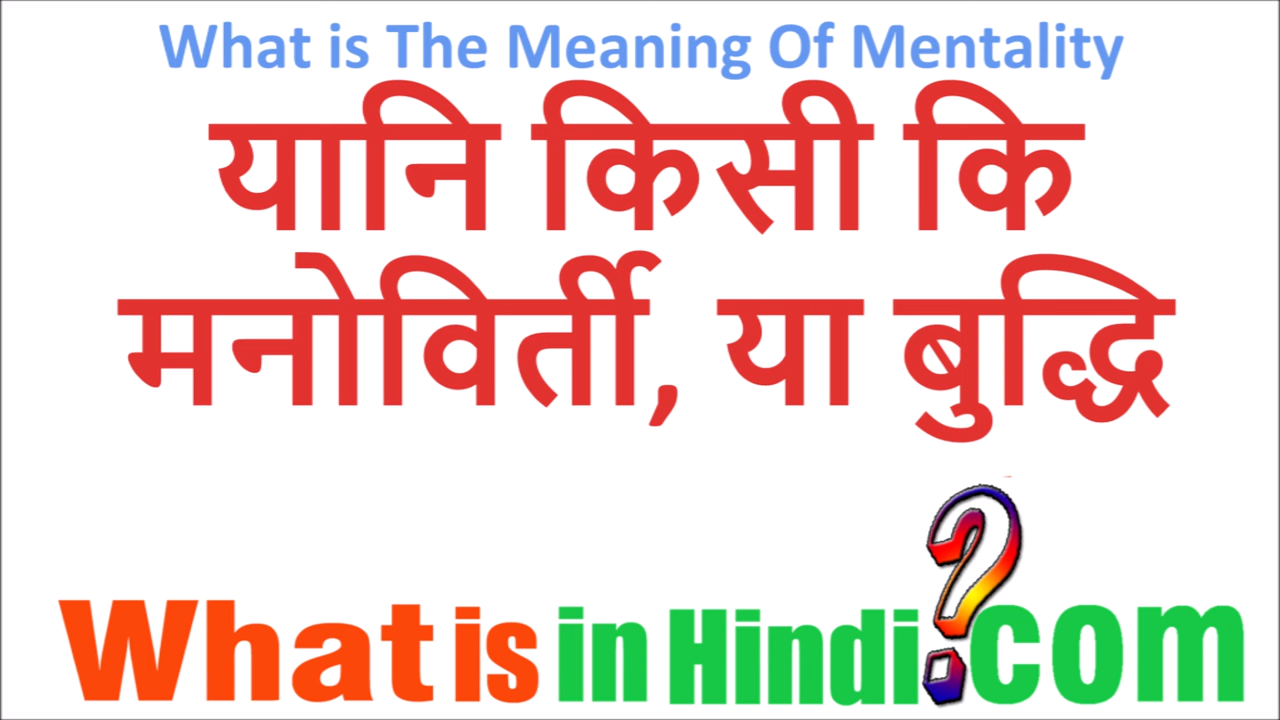 What is The Meaning Of Mentality
यानि किसी कि
मनोविर्ती, या बुद्धि
What is in Hindi?com